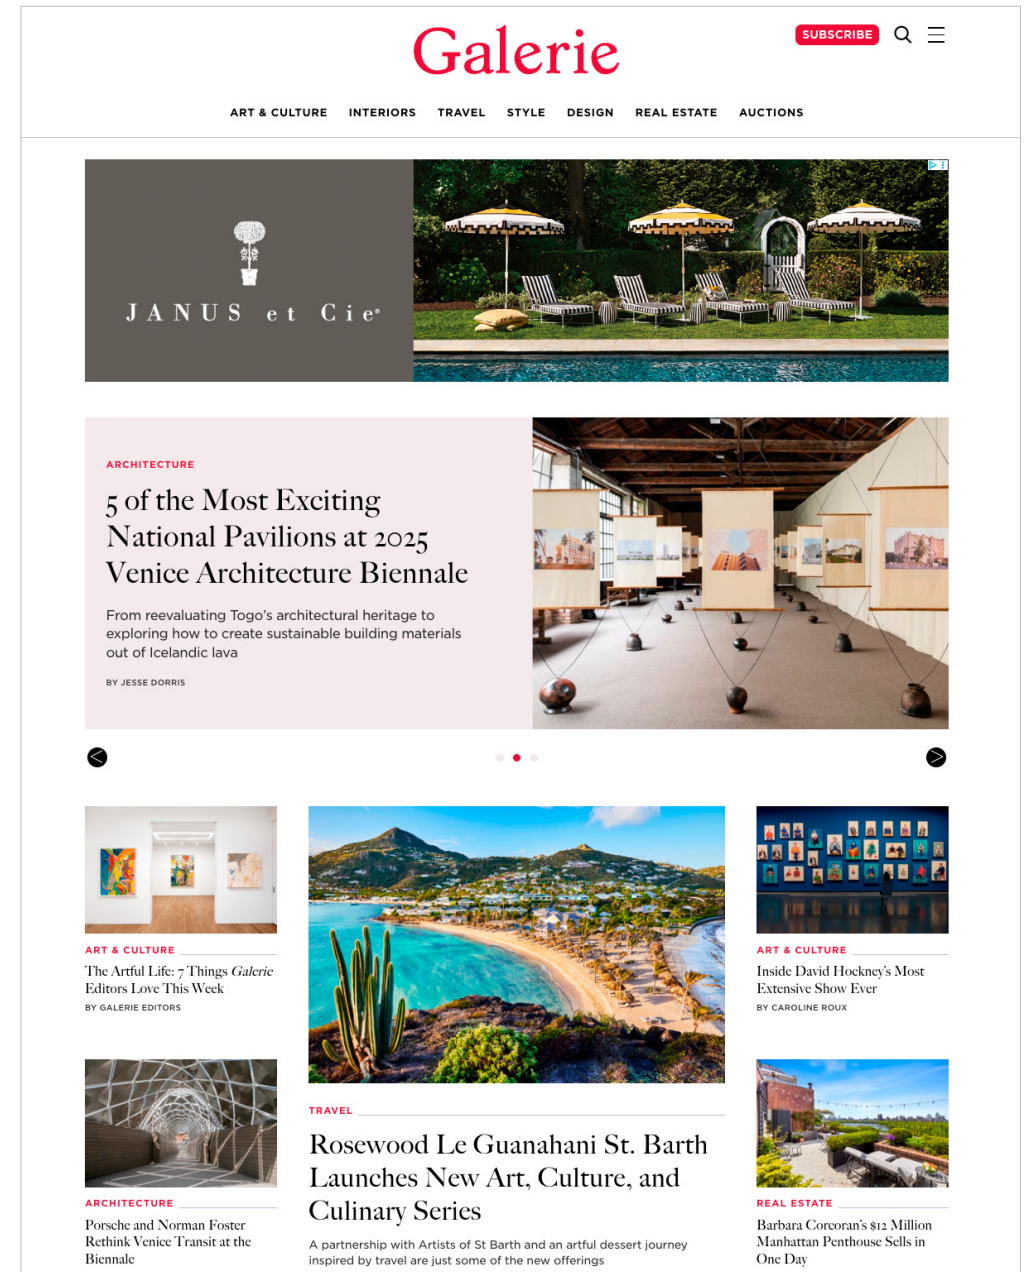 Galerie
SUBSCRIBE
ART & CULTURE INTERIORS TRAVEL STYLE DESIGN REAL ESTATE AUCTIONS
JANUS et Cie®
ARCHITECTURE
5 of the Most Exciting
National Pavilions at 2025
Venice Architecture Biennale
From reevaluating Togo's architectural heritage to
exploring how to create sustainable building materials
out of Icelandic lava
BY JESSE DORRIS
ART & CULTURE
The Artful Life: 7 Things Galerie
Editors Love This Week
BY GALERIE EDITORS
ARCHITECTURE
Porsche and Norman Foster
Rethink Venice Transit at the
Biennale
TRAVEL
Rosewood Le Guanahani St. Barth
Launches New Art, Culture, and
Culinary Series
A partnership with Artists of St Barth and an artful dessert journey
inspired by travel are just some of the new offerings
ART & CULTURE
Inside David Hockney's Most
Extensive Show Ever
BY CAROLINE ROUX
REAL ESTATE
Barbara Corcoran's $12 Million
Manhattan Penthouse Sells in
One Day